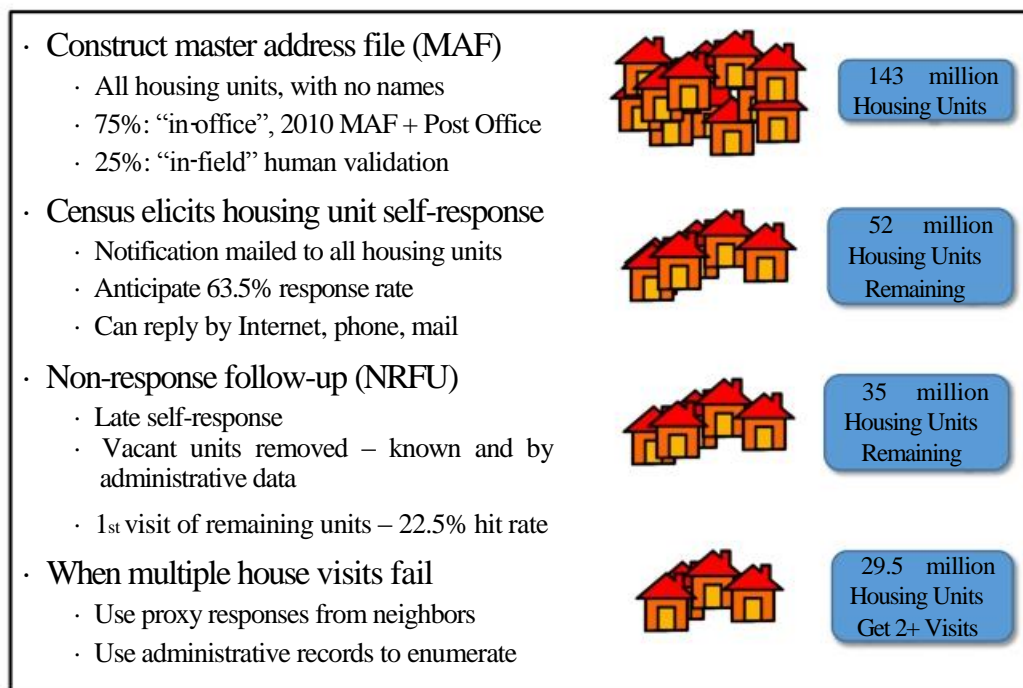 · Construct master address file (MAF)
· All housing units, with no names
· 75%: “in-office”, 2010 MAF + Post Office
· 25%: “in-field” human validation
143 million
Housing Units
· Census elicits housing unit self-response
· Notification mailed to all housing units
· Anticipate 63.5% response rate
· Can reply by Internet, phone, mail
52 million
Housing Units
Remaining
· Non-response follow-up (NRFU)
· Late self-response
· Vacant units removed – known and by
administrative data
· 1st visit of remaining units – 22.5% hit rate
35 million
Housing Units
Remaining
· When multiple house visits fail
· Use proxy responses from neighbors
· Use administrative records to enumerate
29.5 million
Housing Units
Get 2+ Visits